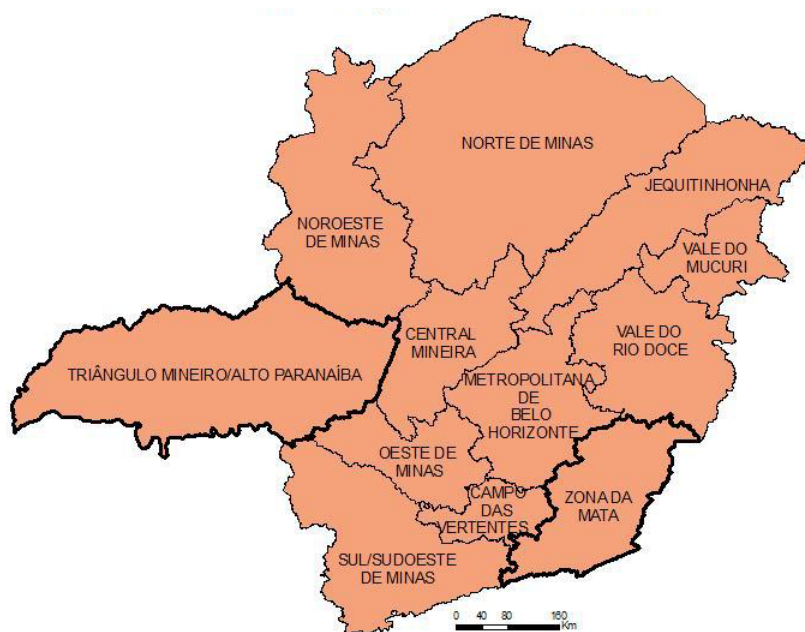 NORTE DE MINAS
JEQUITINHONHA
NOROESTE
DE MINAS
VALE DO
MUCURI
CENTRAL
MINEIRA
VALE DO
RIO DOCE
TRIÂNGULO MINEIRO/ALTO PARANAÍBA
METROPOLITANA
DE
BELO
HORIZONTE
OESTE DE
MINAS
CAMPO
DAS
VERTENTES
ZONA DA
MATA
SUL/SUDOESTE
DE MINAS
0 40 80 160
Km